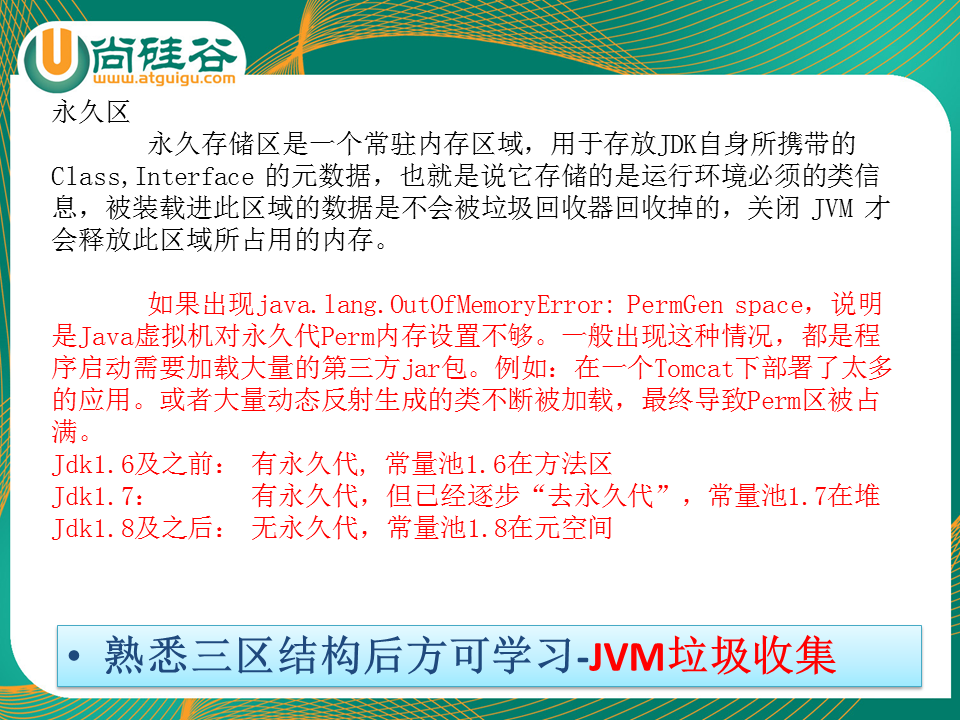 尚硅谷
www.atguigu.com
永久区
永久存储区是一个常驻内存区域，用于存放JDK自身所携带的
Class,Interface 的元数据，也就是说它存储的是运行环境必须的类信
息，被装载进此区域的数据是不会被垃圾回收器回收掉的，关闭 JVM 才
会释放此区域所占用的内存。
如果出现java.lang.OutOfMemoryError: PermGen space，说明
是Java虚拟机对永久代Perm内存设置不够。一般出现这种情况，都是程
序启动需要加载大量的第三方jar包。例如：在一个Tomcat下部署了太多
的应用。或者大量动态反射生成的类不断被加载，最终导致Perm区被占
满。
Jdk1.6及之前： 有永久代, 常量池1.6在方法区
Jdk1.7： 有永久代，但已经逐步“去永久代”，常量池1.7在堆
Jdk1.8及之后： 无永久代，常量池1.8在元空间
• 熟悉三区结构后方可学习-JVM垃圾收集